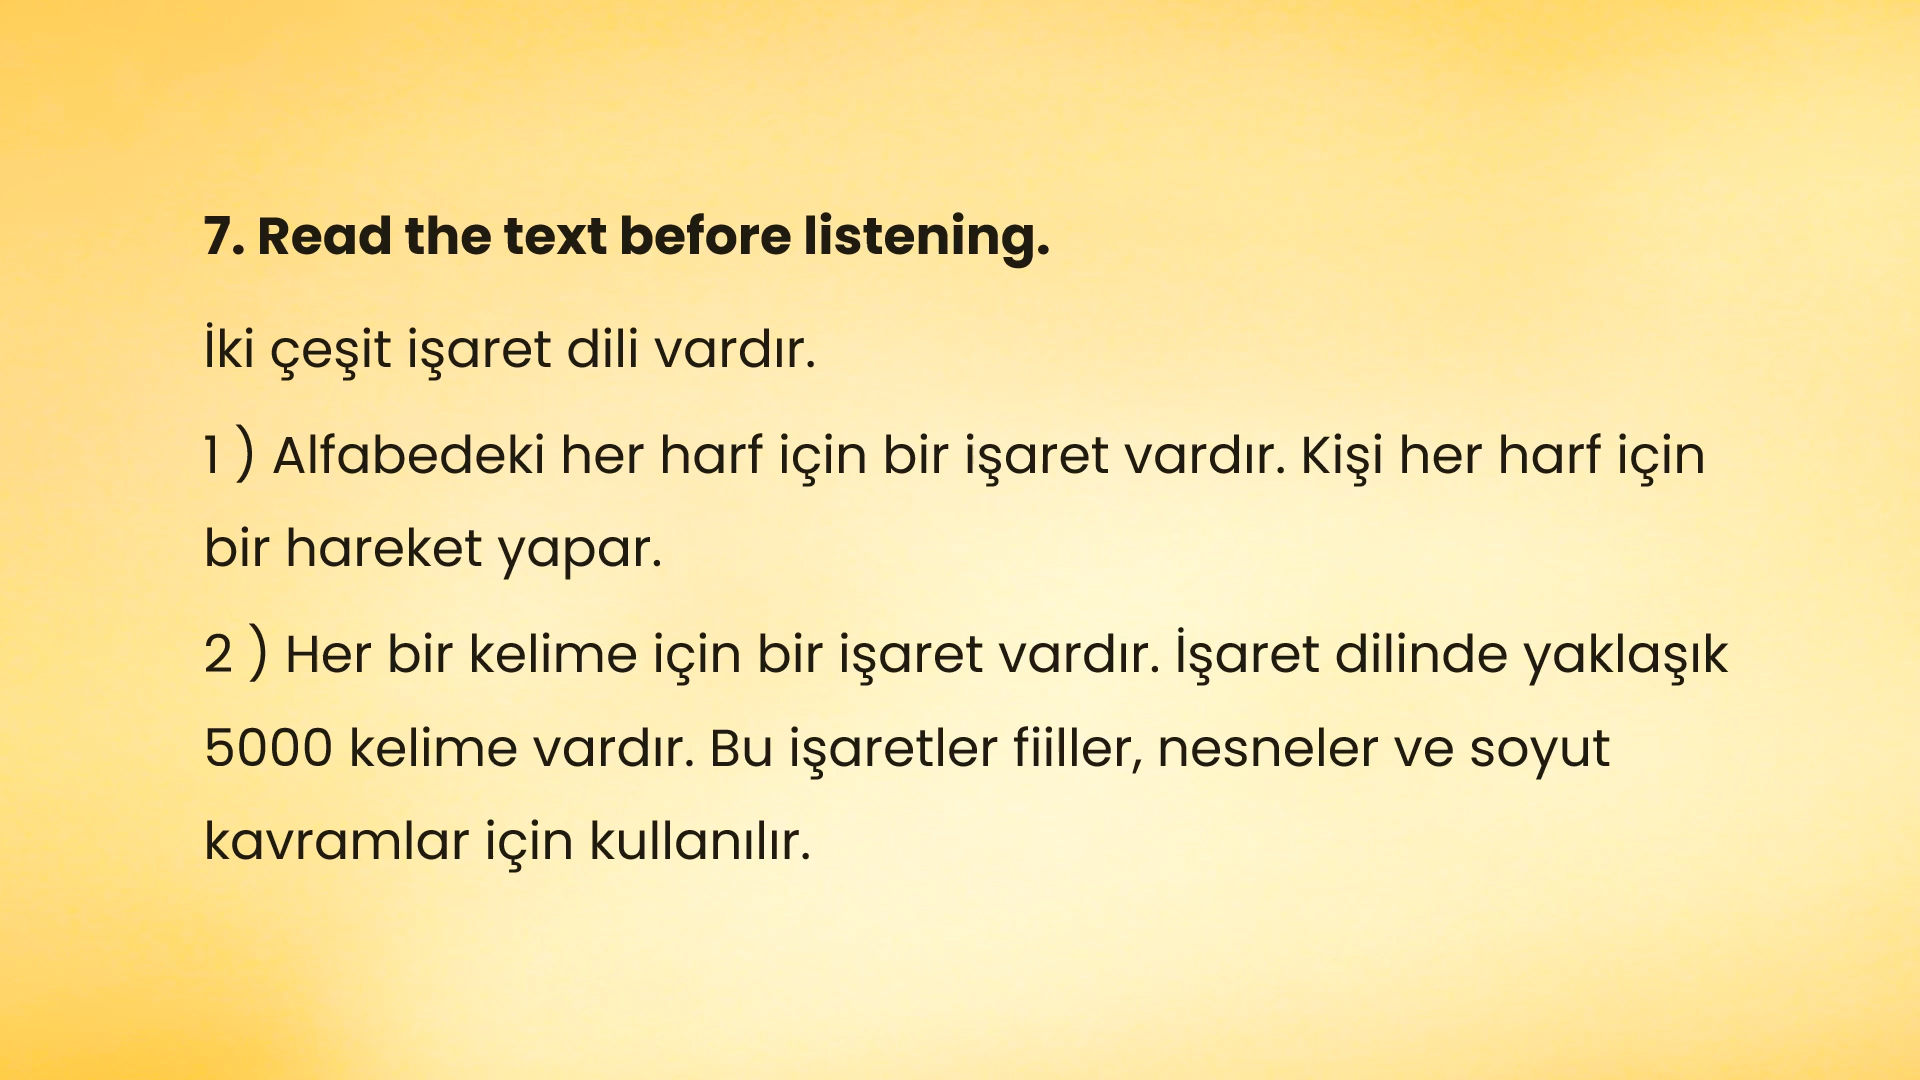 7. Read the text before listening.
İki çeşit işaret dili vardır.
1 ) Alfabedeki her harf için bir işaret vardır. Kişi her harf için
bir hareket yapar.
2 ) Her bir kelime için bir işaret vardır. İşaret dilinde yaklaşık
5000 kelime vardır. Bu işaretler fiiller, nesneler ve soyut
kavramlar için kullanılır.